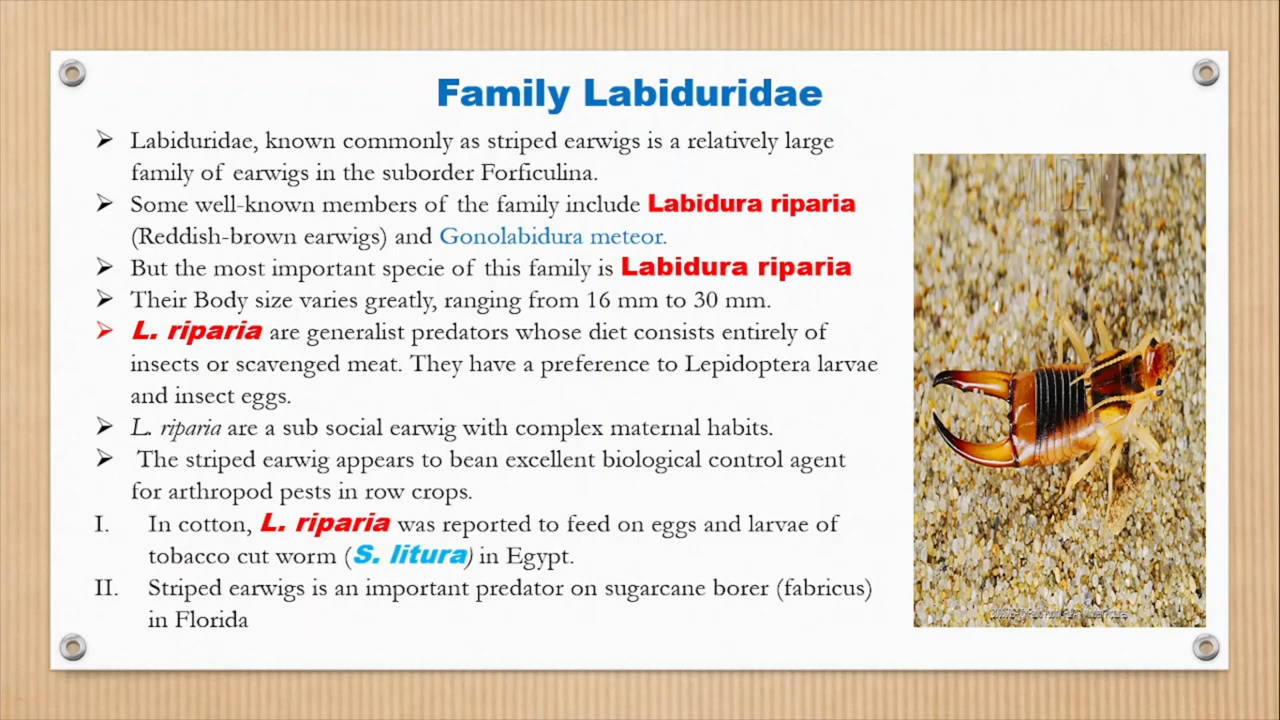 Family Labiduridae
Labiduridae, known commonly as striped earwigs is a relatively large
family of earwigs in the suborder Forficulina.
Some well-known members of the family include Labidura riparia
(Reddish-brown earwigs) and Gonolabidura meteor.
But the most important specie of this family is Labidura riparia
Their Body size varies greatly, ranging from 16 mm to 30 mm.
L. riparia are generalist predators whose diet consists entirely of
insects or scavenged meat. They have a preference to Lepidoptera larvae
and insect eggs.
L. riparia are a sub social earwig with complex maternal habits.
The striped earwig appears to bean excellent biological control agent
for arthropod pests in row crops.
I. In cotton, L. riparia was reported to feed on eggs and larvae of
tobacco cut worm (S. litura) in Egypt.
II. Striped earwigs is an important predator on sugarcane borer (fabricus)
in Florida
MINDEN